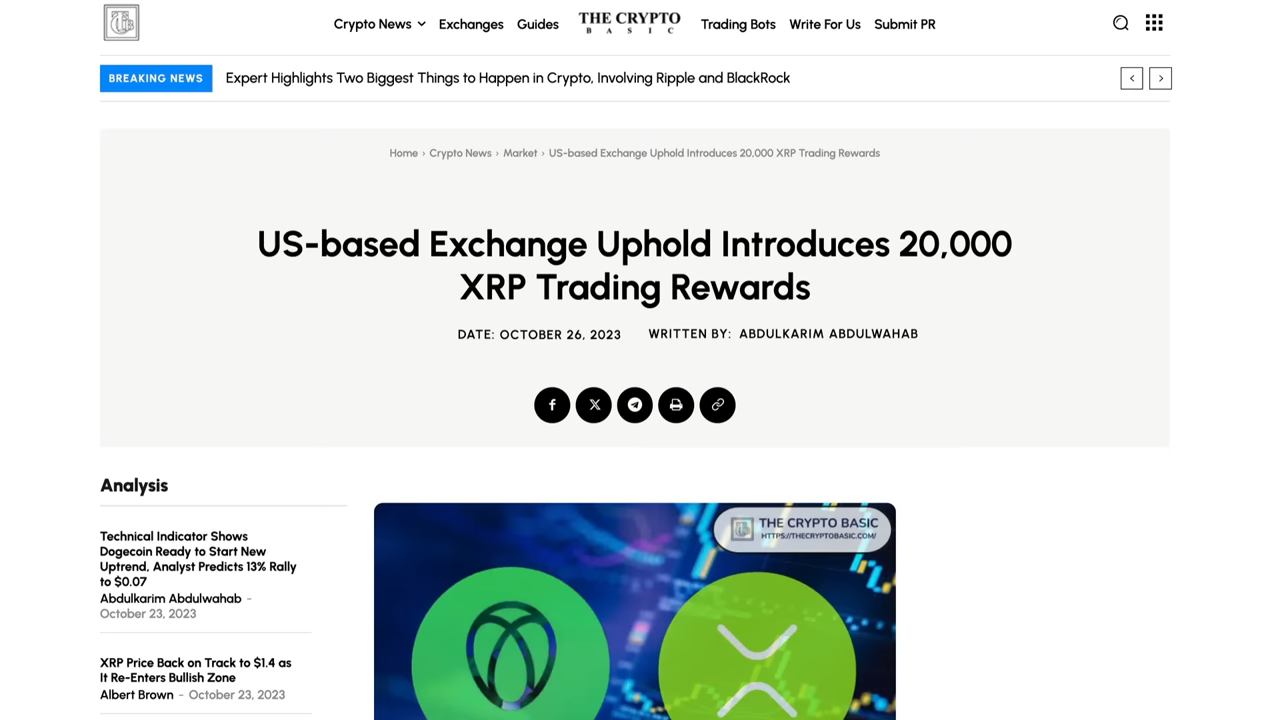 Crypto News
Exchanges
Guides
THE CRYPTO
BASIC
Trading Bots
Write For Us
Submit PR
BREAKING NEWS
Expert Highlights Two Biggest Things to Happen in Crypto, Involving Ripple and BlackRock
Home › Crypto News › Market › US-based Exchange Uphold Introduces 20,000 XRP Trading Rewards
US-based Exchange Uphold Introduces 20,000
XRP Trading Rewards
DATE: OCTOBER 26, 2023 WRITTEN BY: ABDULKARIM ABDULWAHAB
Analysis
Technical Indicator Shows
Dogecoin Ready to Start New
Uptrend, Analyst Predicts 13% Rally
to $0.07
Abdulkarim Abdulwahab -
October 23, 2023
XRP Price Back on Track to $1.4 as
It Re-Enters Bullish Zone
Albert Brown - October 23, 2023
THE CRYPTO BASIC
HTTPS://THECRYPTOBASIC.COM/